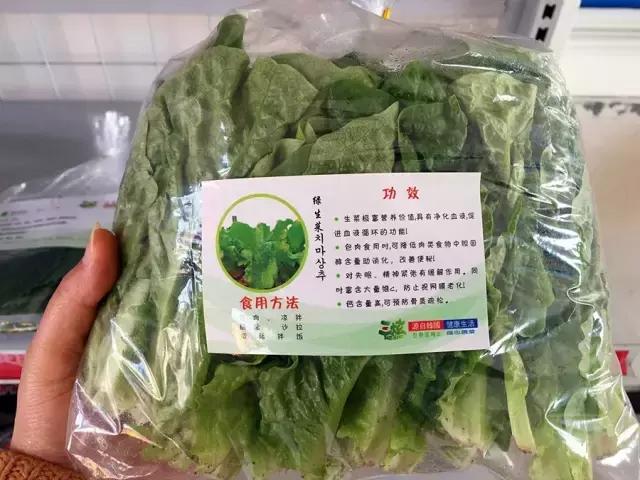 绿生菜치마상추
食用方法
沙拉
拌饭
功效
生菜极富营养价值,具有净化血液,促
进血液循环的功能!
包肉食用时,可降低肉类食物中胆固
醇含量助消化,改善便秘!
对失眠、精神紧张有缓解作用,同
时富含大量维c,防止视网膜老化!
钙含量高,可预防骨质疏松。
源自韩国 健康生活